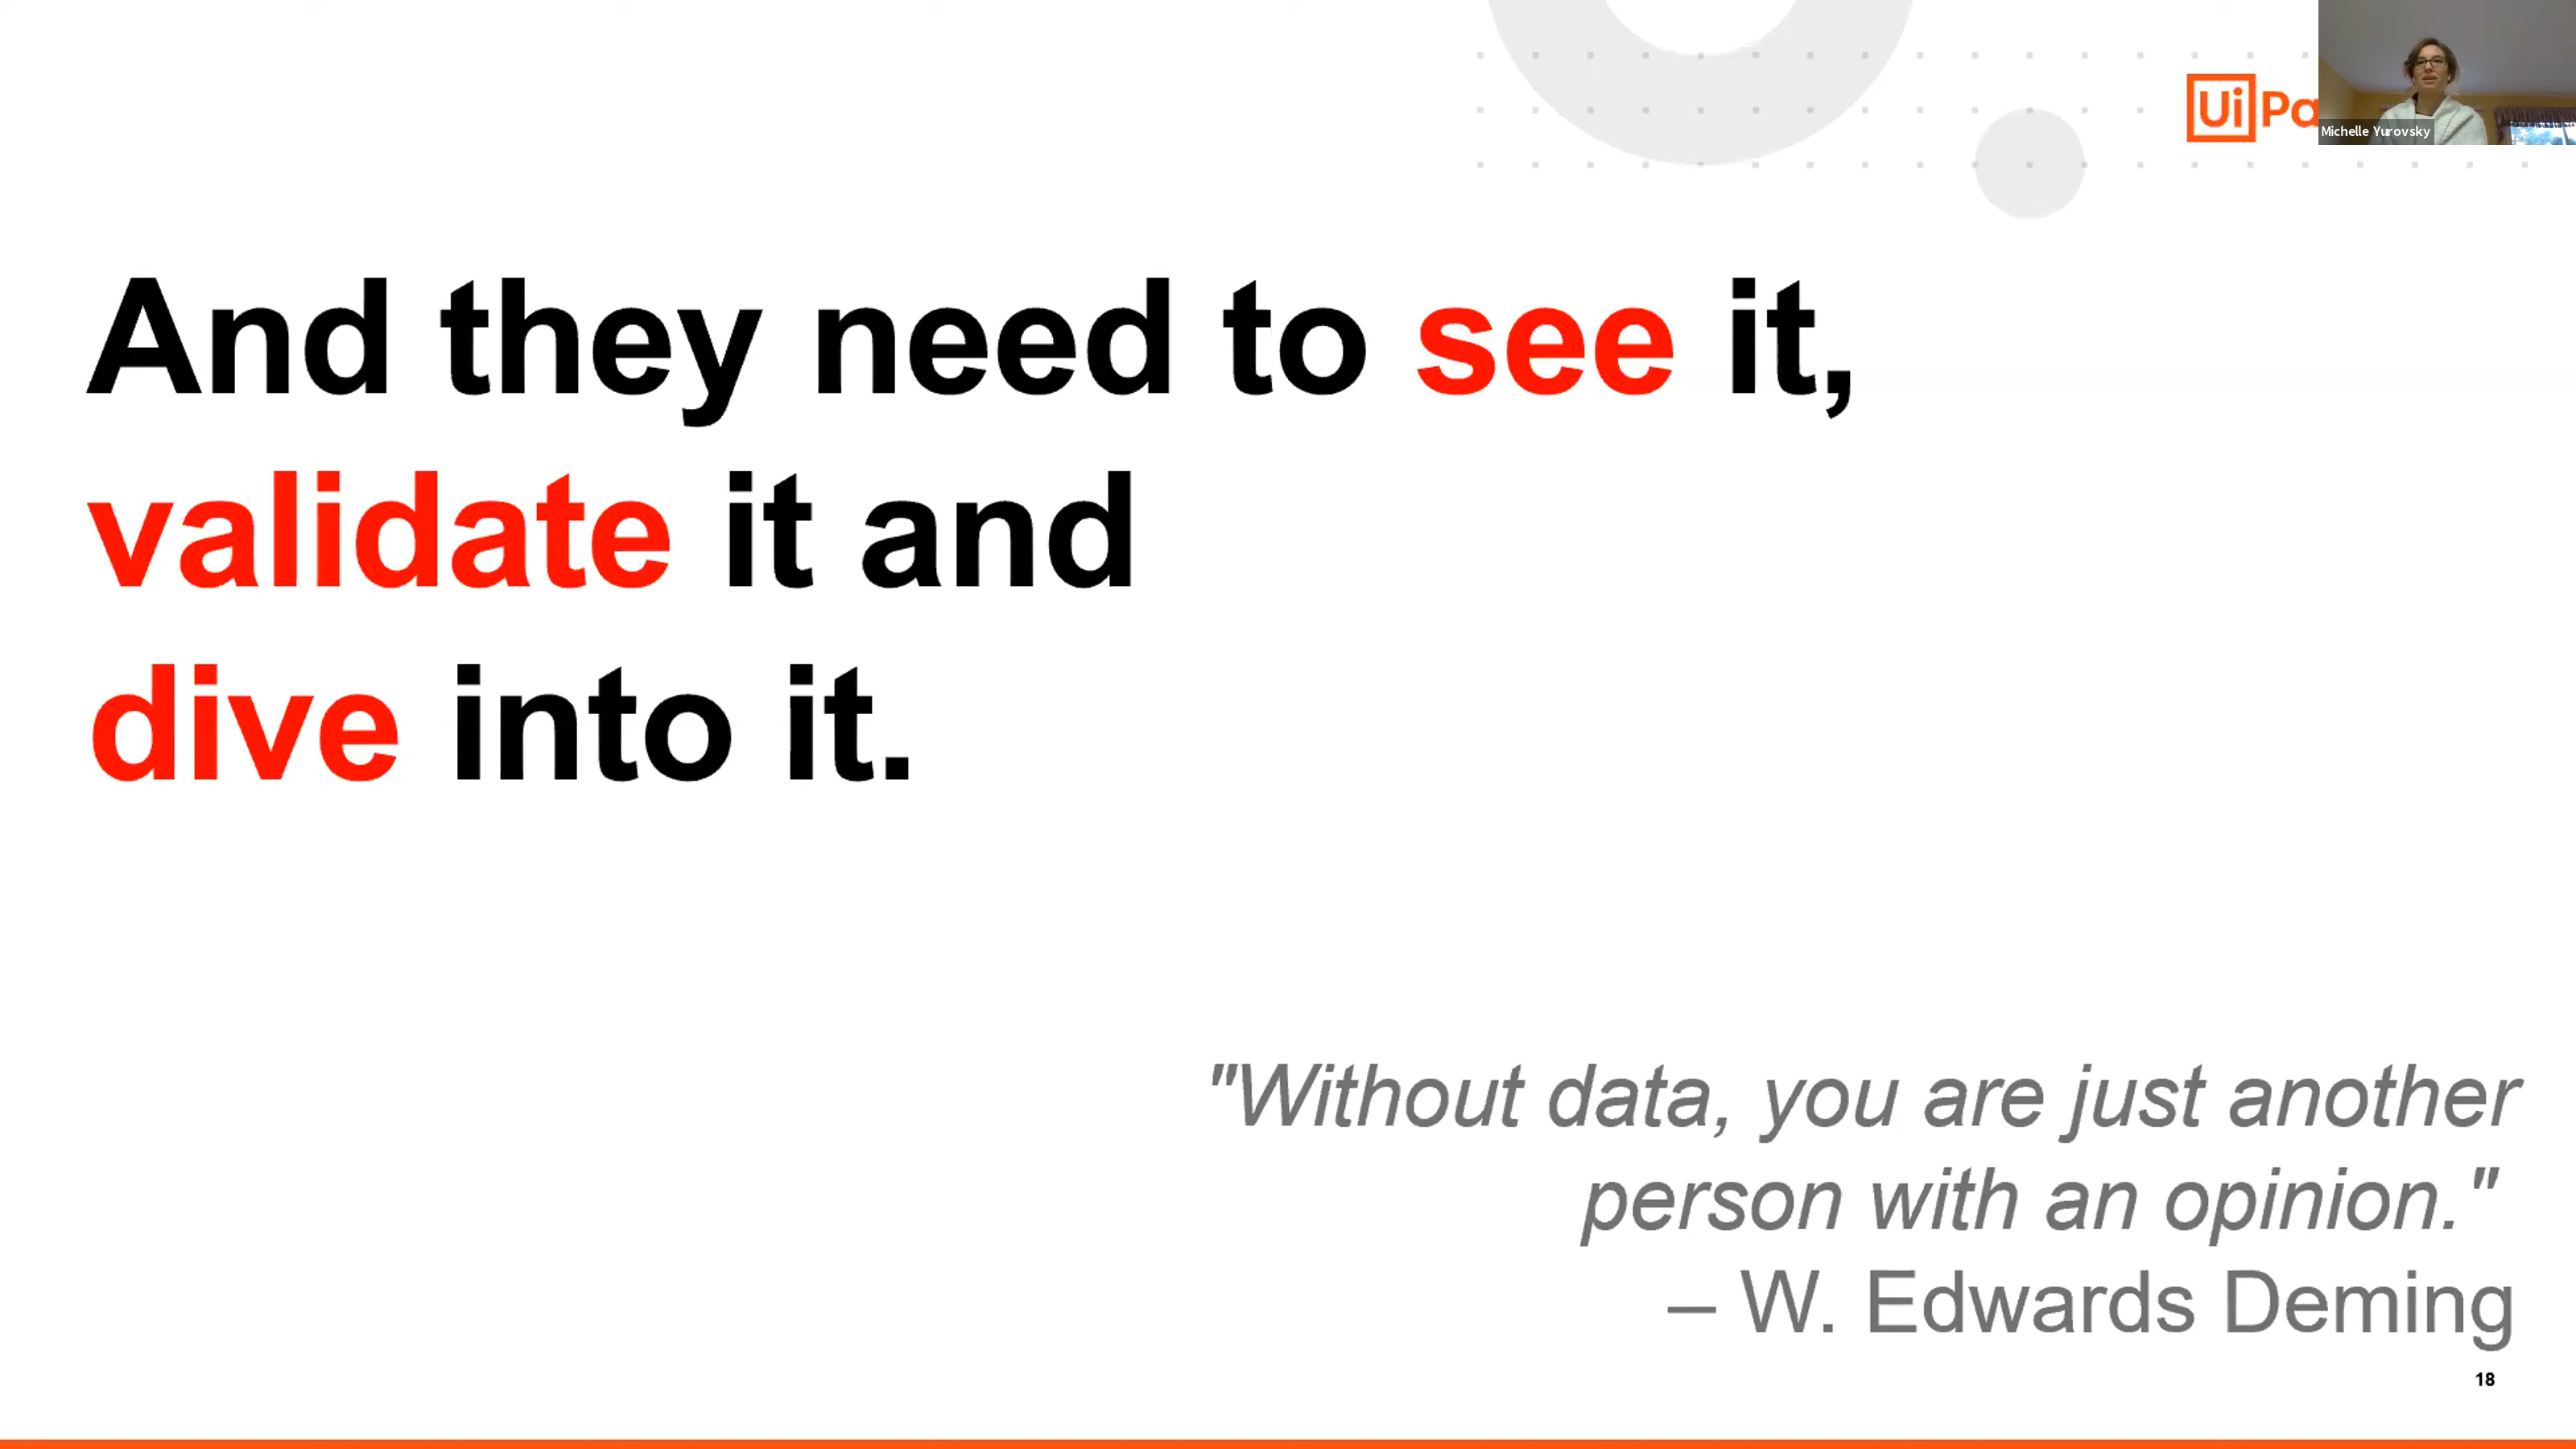 UiPa
Michelle Yurovsky
And they need to see it,
validate it and
dive into it.
"Without data, you are just another
person with an opinion."
– W. Edwards Deming
18